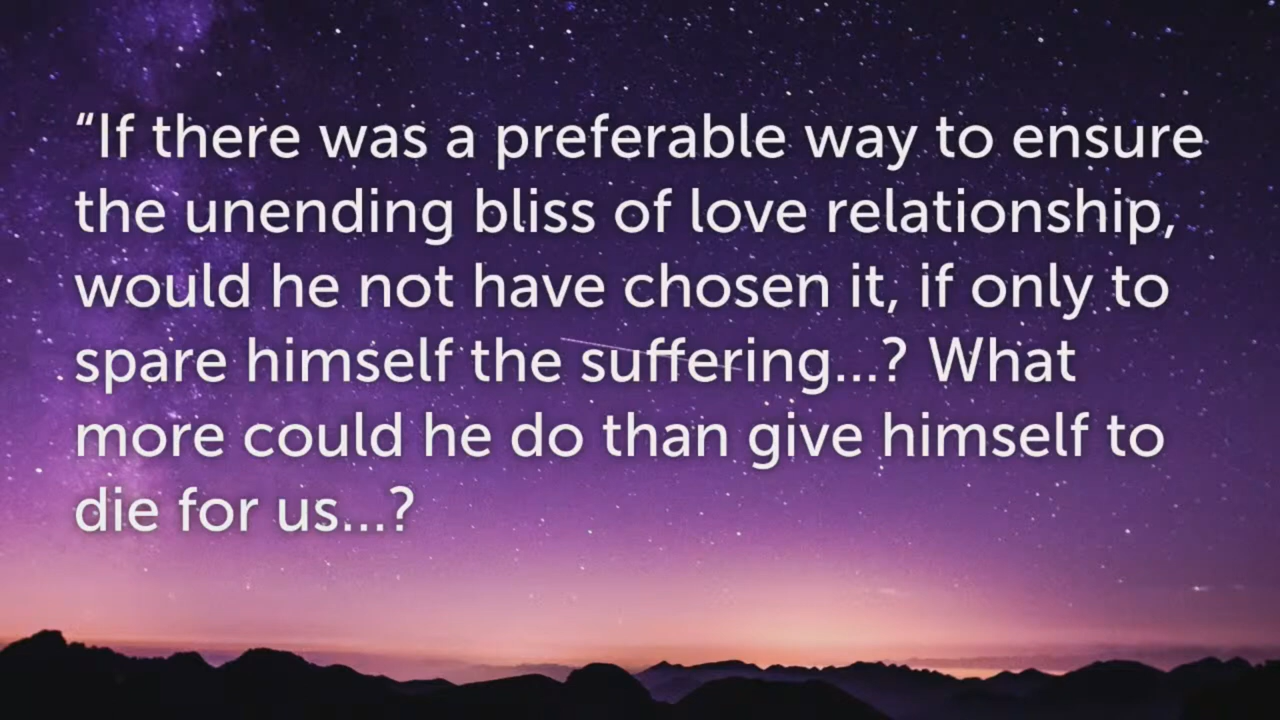 “If there was a preferable way to ensure
the unending bliss of love relationship,
would he not have chosen it, if only to
spare himself the suffering…? What
more could he do than give himself to
die for us…?